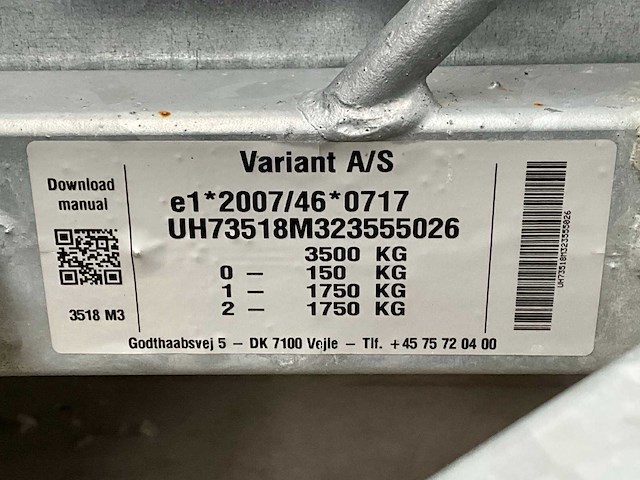 Variant A/S
Download
manual
3518 M3
e1*2007/46*0717
UH73518M323555026
3500 KG
0 – 150 KG
1 – 1750 KG
2 – 1750 KG
Godthaabsvej 5 – DK 7100 Vejle – Tlf. +45 75 72 04 00
UH73518M323555026